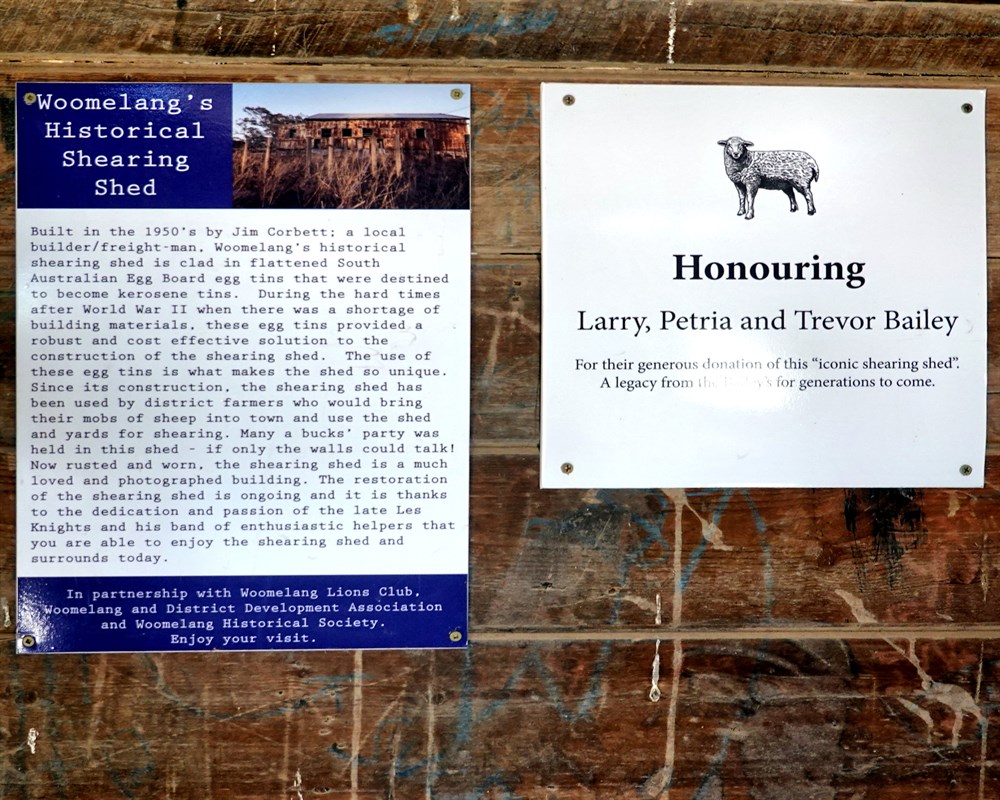 Woomelang's
Historical
Shearing
Shed
Built in the 1950's by Jim Corbett; a local
builder/freight-man, Woomelang's historical
shearing shed is clad in flattened South
Australian Egg Board egg tins that were destined
to become kerosene tins. During the hard times
after World War II when there was a shortage of
building materials, these egg tins provided a
robust and cost effective solution to the
construction of the shearing shed. The use of
these egg tins is what makes the shed so unique.
Since its construction, the shearing shed has
been used by district farmers who would bring
their mobs of sheep into town and use the shed
and yards for shearing. Many a bucks' party was
held in this shed - if only the walls could talk!
Now rusted and worn, the shearing shed is a much
loved and photographed building. The restoration
of the shearing shed is ongoing and it is thanks
to the dedication and passion of the late Les
Knights and his band of enthusiastic helpers that
you are able to enjoy the shearing shed and
surrounds today.
In partnership with Woomelang Lions Club,
Woomelang and District Development Association
and Woomelang Historical Society.
Enjoy your visit.
Honouring
Larry, Petria and Trevor Bailey
For their generous donation of this "iconic shearing shed".
A legacy from the for generations to come.